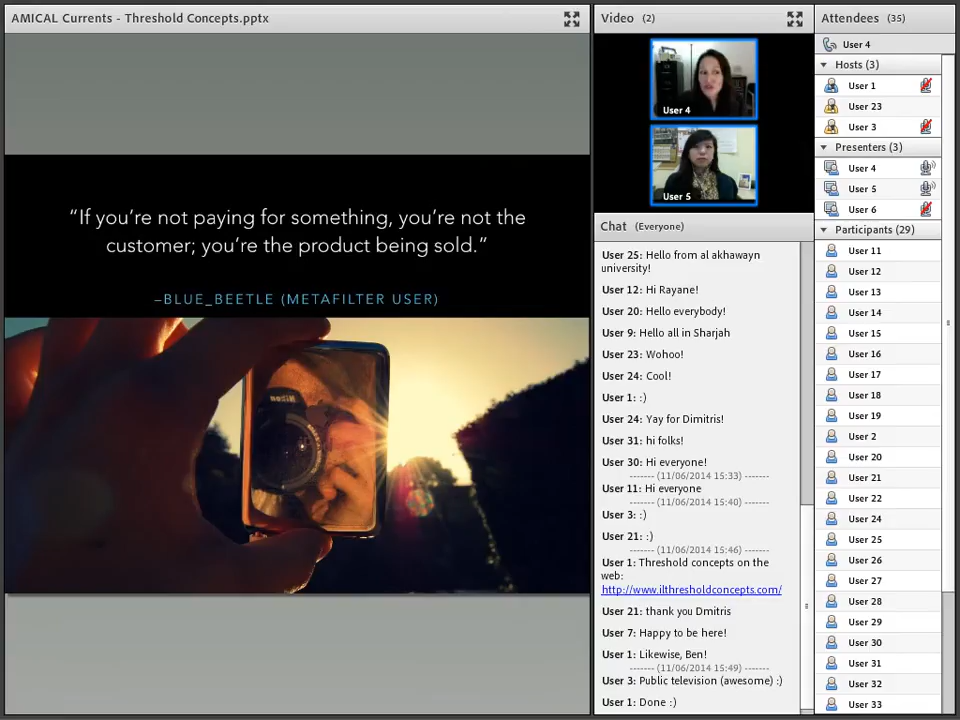 AMICAL Currents - Threshold Concepts.pptx
“If you’re not paying for something, you’re not the
customer; you’re the product being sold.”
–BLUE_BEETLE (METAFILTER USER)
Video (2)
User 4
User 5
Chat (Everyone)
User 25: Hello from al akhawayn
university!
User 12: Hi Rayane!
User 20: Hello everybody!
User 9: Hello all in Sharjah
User 23: Wohoo!
User 24: Cool!
User 1: :)
User 24: Yay for Dimitris!
User 31: hi folks!
User 30: Hi everyone!
------- (11/06/2014 15:33) -------
User 11: Hi everyone
------- (11/06/2014 15:40) -------
User 3: :)
User 21: :)
------- (11/06/2014 15:46) -------
User 1: Threshold concepts on the
web:
http://www.ilthresholdconcepts.com/
User 21: thank you Dmitris
User 7: Happy to be here!
User 1: Likewise, Ben!
------- (11/06/2014 15:49) -------
User 3: Public television (awesome) :)
User 1: Done :)
Attendees (35)
User 4
Hosts (3)
User 1
User 23
User 3
Presenters (3)
User 4
User 5
User 6
Participants (29)
User 11
User 12
User 13
User 14
User 15
User 16
User 17
User 18
User 19
User 2
User 20
User 21
User 22
User 24
User 25
User 26
User 27
User 28
User 29
User 30
User 31
User 32
User 33